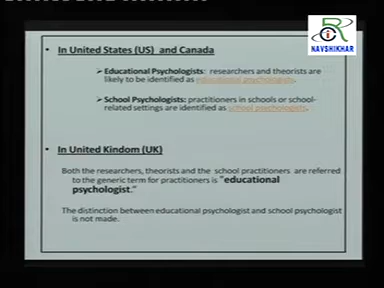 NAVSHIKHAR
• In United States (US) and Canada
➢ Educational Psychologists: researchers and theorists are
likely to be identified as educational psychologists.
➢ School Psychologists: practitioners in schools or school-
related settings are identified as school psychologists.
• In United Kindom (UK)
Both the researchers, theorists and the school practitioners are referred
to the generic term for practitioners is "educational
psychologist."
The distinction between educational psychologist and school psychologist
is not made.